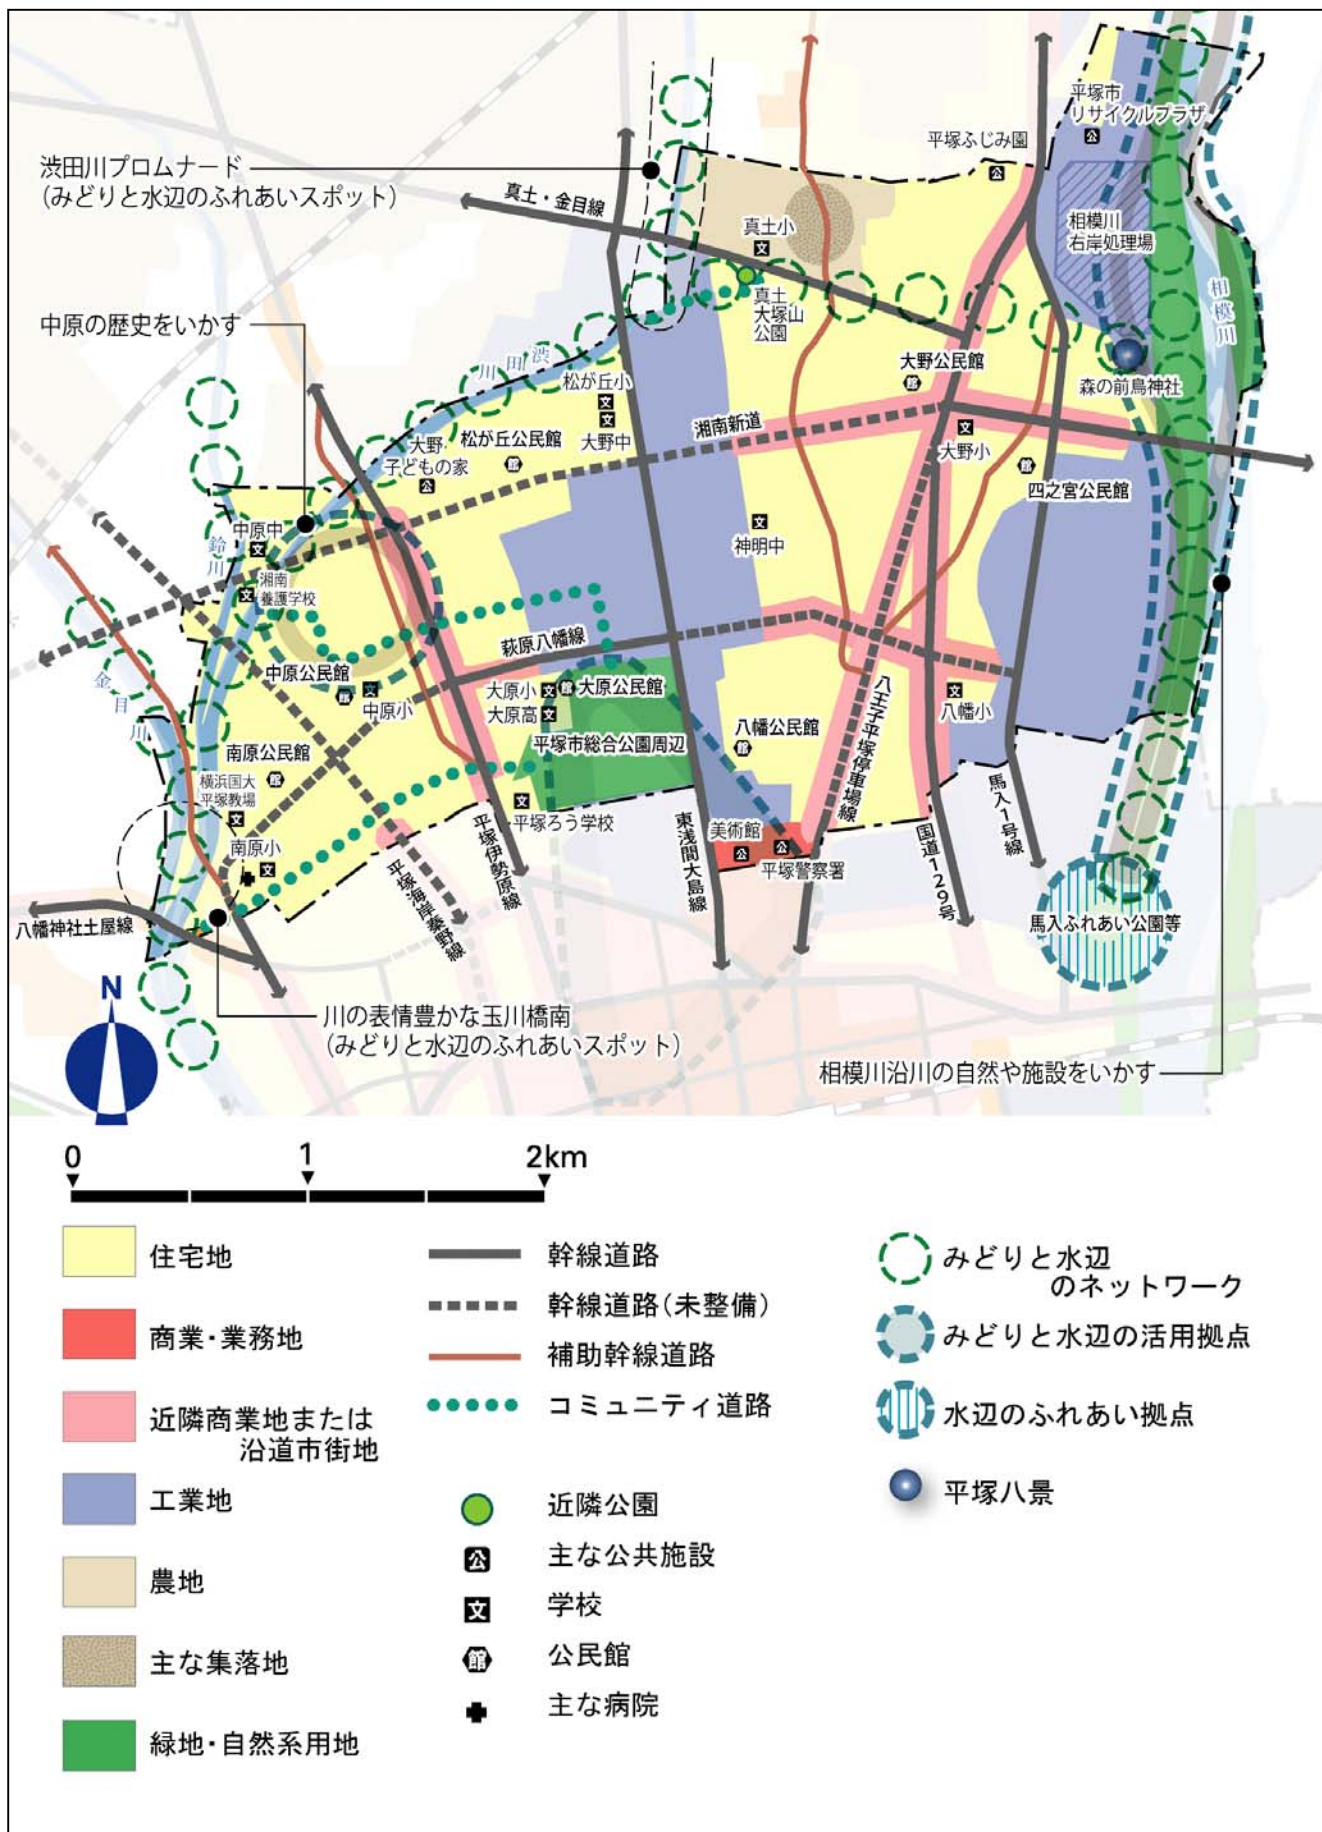 平塚市
リサイクルプラザ
平塚ふじみ園
渋田川プロムナード
(みどりと水辺のふれあいスポット)
真土・金目線
真土小
相模川
右岸処理場
相模川
真土
大塚山
公園
中原の歴史をいかす
渋田川
大野公民館
森の前鳥神社
松が丘小
湘南新道
松が丘公民館
大野中
大野小
大野
子どもの家
四之宮公民館
中原中
鈴川
神明中
湘南
養護学校
萩原八幡線
中原公民館
中原小
大原小
大原公民館
大原高
八幡小
金目川
八王子平塚停車場線
八幡公民館
平塚市総合公園周辺
南原公民館
横浜国大
平塚教場
馬入1号線
平塚ろう学校
美術館
平塚伊勢原線
東浅間大島線
国道129号
南原小
平塚警察署
平塚海岸秦野線
八幡神社土屋線
馬入ふれあい公園等
N
川の表情豊かな玉川橋南
(みどりと水辺のふれあいスポット)
相模川沿川の自然や施設をいかす
0 1 2km
住宅地
商業・業務地
近隣商業地または
沿道市街地
工業地
農地
主な集落地
緑地・自然系用地
幹線道路
幹線道路(未整備)
補助幹線道路
コミュニティ道路
近隣公園
公 主な公共施設
文 学校
館 公民館
主な病院
みどりと水辺
のネットワーク
みどりと水辺の活用拠点
水辺のふれあい拠点
平塚八景